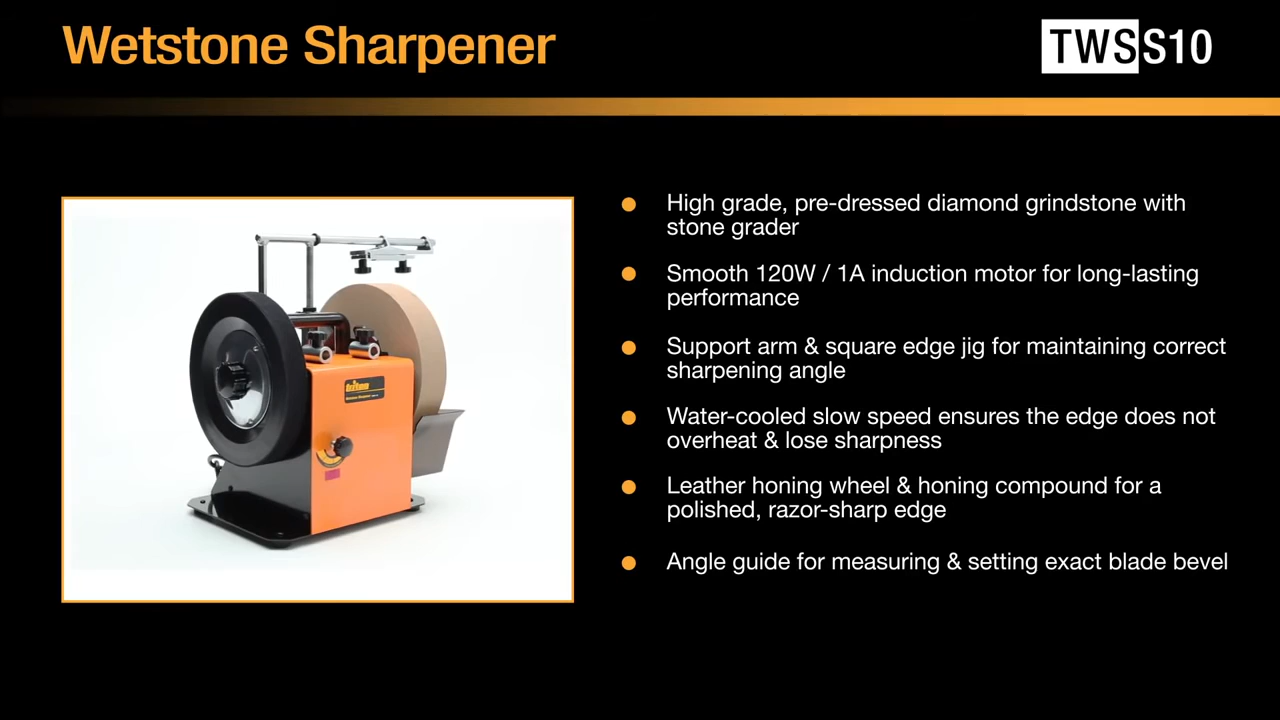 Wetstone Sharpener
TWSS10
High grade, pre-dressed diamond grindstone with
stone grader
Smooth 120W / 1A induction motor for long-lasting
performance
Support arm & square edge jig for maintaining correct
sharpening angle
Water-cooled slow speed ensures the edge does not
overheat & lose sharpness
Leather honing wheel & honing compound for a
polished, razor-sharp edge
Angle guide for measuring & setting exact blade bevel
triton
Wetstone Sharpener